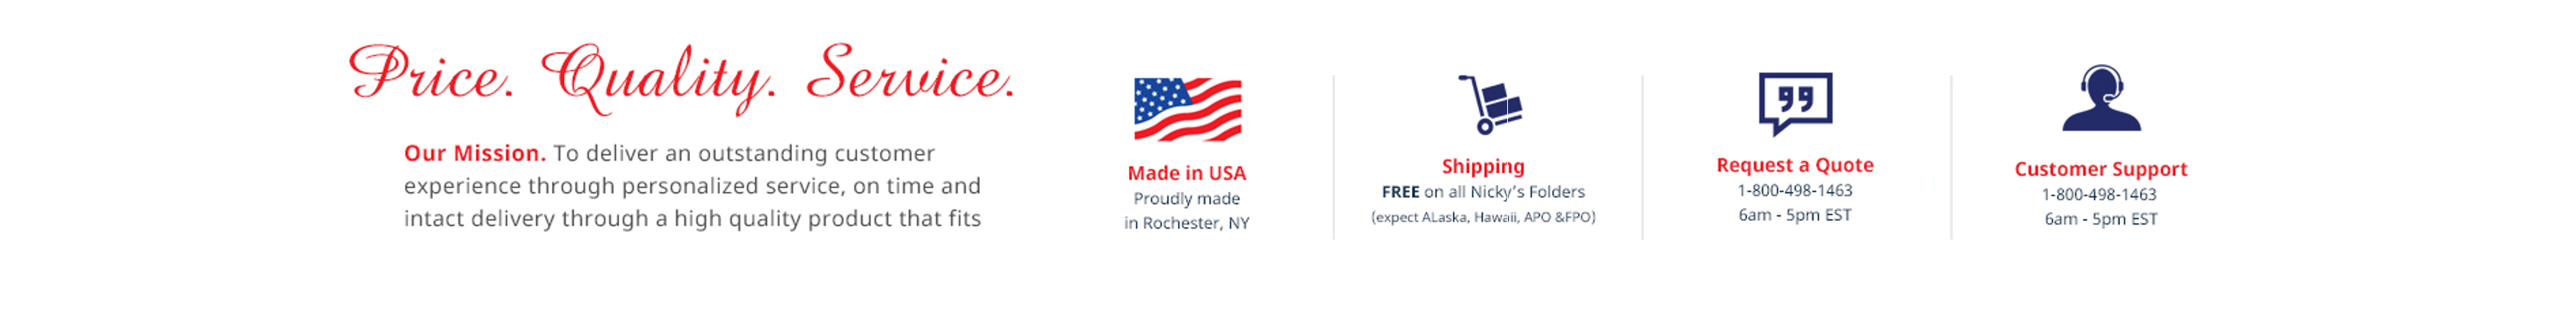 Price. Quality. Service.
Our Mission. To deliver an outstanding customer
experience through personalized service, on time and
intact delivery through a high quality product that fits
Made in USA
Proudly made
in Rochester, NY
Shipping
FREE on all Nicky's Folders
(expect ALaska, Hawaii, APO &FPO)
Request a Quote
1-800-498-1463
6am - 5pm EST
Customer Support
1-800-498-1463
6am - 5pm EST